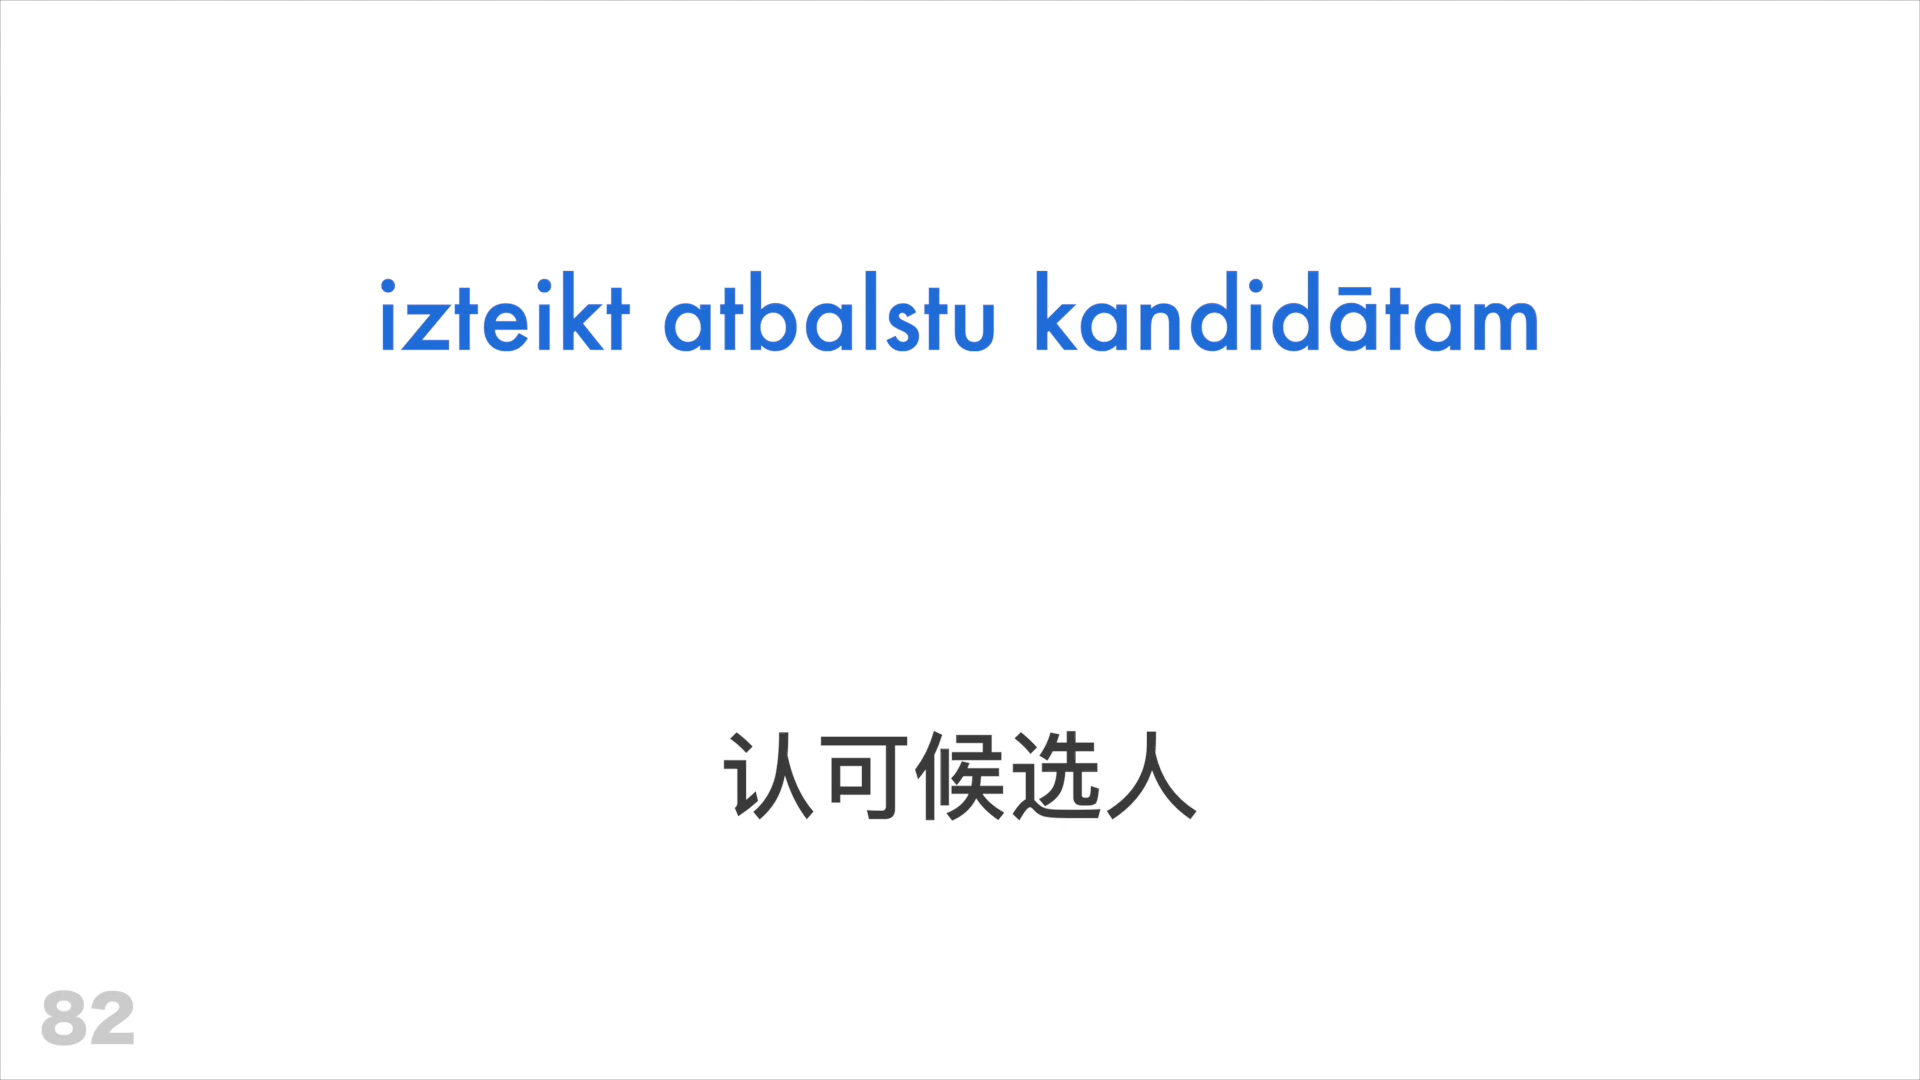 izteikt atbalstu kandidātam
认可候选人
82